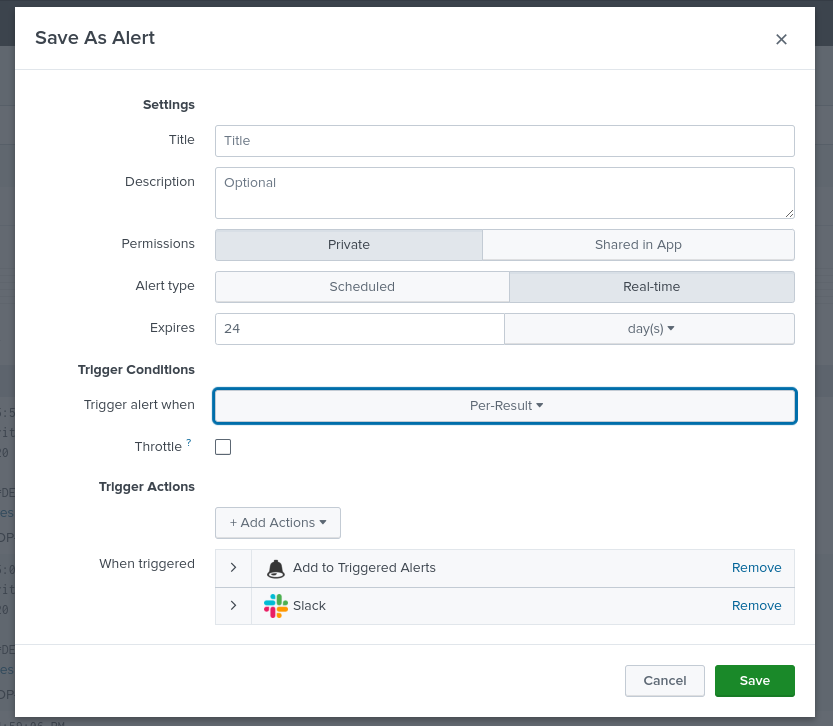 Save As Alert
×
Settings
Title Title
Description Optional
Permissions Private Shared in App
Alert type Scheduled Real-time
Expires 24 day(s)
Trigger Conditions
Trigger alert when Per-Result
Throttle ?
Trigger Actions
+ Add Actions
When triggered > Add to Triggered Alerts Remove
> Slack Remove
Cancel Save